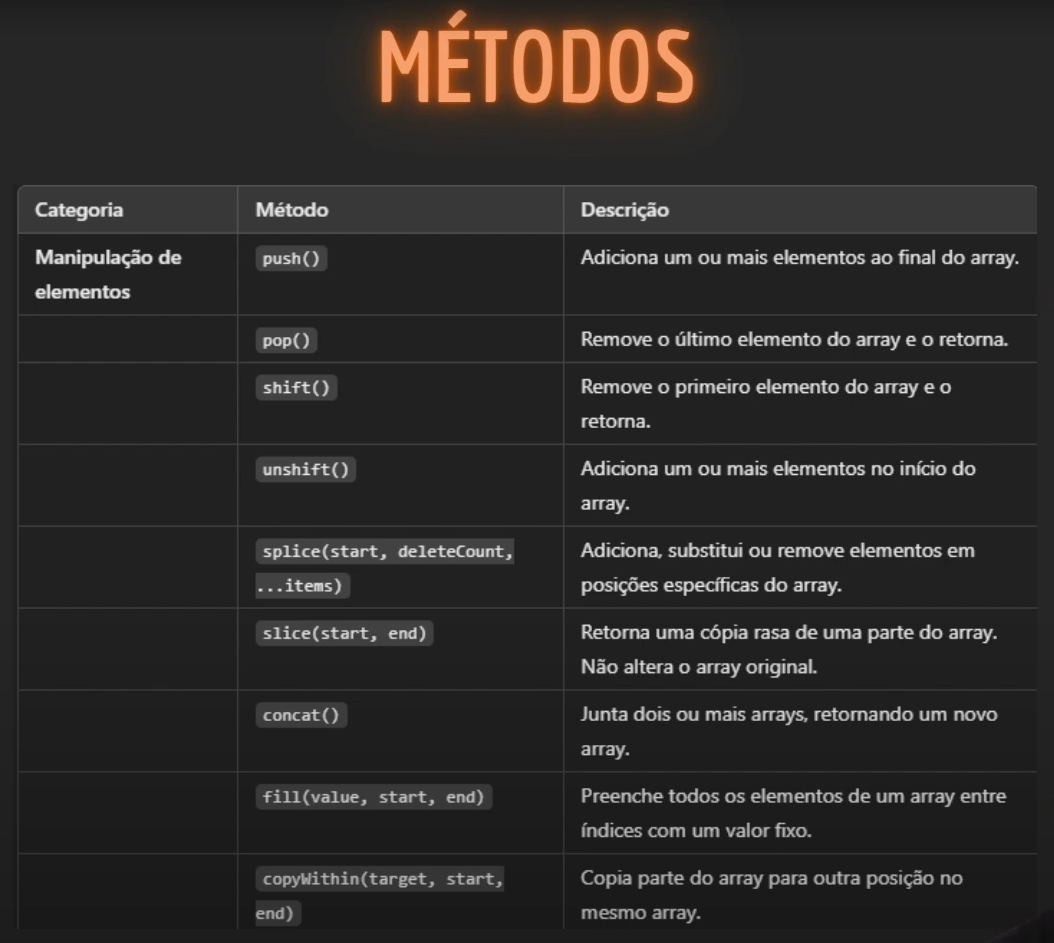 MÉTODOS
Categoria Método Descrição
Manipulação de push() Adiciona um ou mais elementos ao final do array.
elementos
pop() Remove o último elemento do array e o retorna.
shift() Remove o primeiro elemento do array e o
retorna.
unshift() Adiciona um ou mais elementos no início do
array.
splice(start, deleteCount, Adiciona, substitui ou remove elementos em
...items) posições específicas do array.
slice(start, end) Retorna uma cópia rasa de uma parte do array.
Não altera o array original.
concat() Junta dois ou mais arrays, retornando um novo
array.
fill(value, start, end) Preenche todos os elementos de um array entre
índices com um valor fixo.
copyWithin(target, start, Copia parte do array para outra posição no
end) mesmo array.